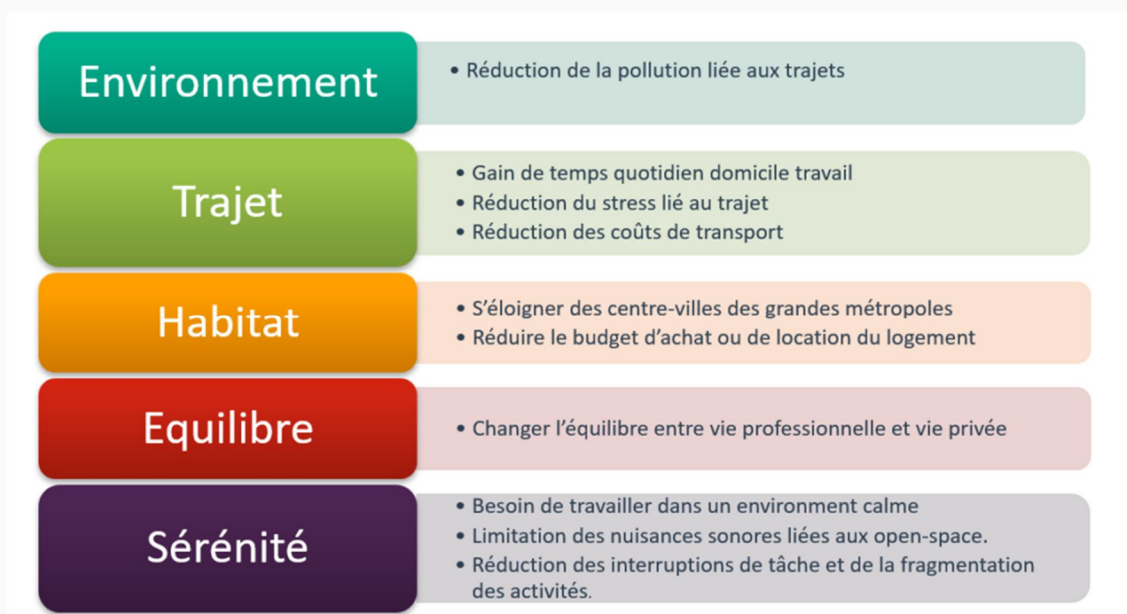 Environnement
• Réduction de la pollution liée aux trajets
Trajet
• Gain de temps quotidien domicile travail
• Réduction du stress lié au trajet
• Réduction des coûts de transport
Habitat
• S’éloigner des centre-villes des grandes métropoles
• Réduire le budget d’achat ou de location du logement
Equilibre
• Changer l’équilibre entre vie professionnelle et vie privée
Sérénité
• Besoin de travailler dans un environment calme
• Limitation des nuisances sonores liées aux open-space.
• Réduction des interruptions de tâche et de la fragmentation
des activités.